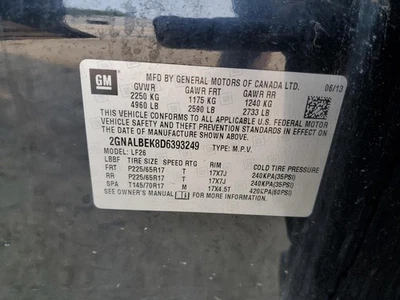 GM
MFD BY GENERAL MOTORS OF CANADA LTD. 06/13
GVWR GAWR FRT GAWR RR
2250 KG 1175 KG 1240 KG
4960 LB 2590 LB 2733 LB
THIS VEHICLE CONFORMS TO ALL APPLICABLE U.S. FEDERAL MOTOR
VEHICLE SAFETY AND THEFT PREVENTION STANDARDS IN EFFECT ON THE
DATE OF MANUFACTURE SHOWN ABOVE.
2GNALBEK8D6393249 TYPE: M.P.V.
MODEL: LF26
LBBF TIRE SIZE SPEED RTG RIM COLD TIRE PRESSURE
FRT P225/65R17 T 17X7J 240KPA(35PSI)
RR P225/65R17 T 17X7J 240KPA(35PSI)
SPA T145/70R17 M 17X4.5T 420KPA(60PSI)
SEE OWNER'S MANUAL FOR MORE INFORMATION.